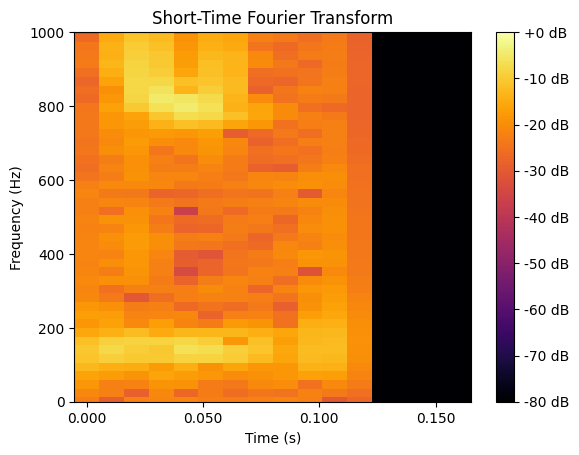 Short-Time Fourier Transform
Frequency (Hz)
1000
800
600
400
200
0
0.000
0.050
0.100
0.150
Time (s)
+0 dB
-10 dB
-20 dB
-30 dB
-40 dB
-50 dB
-60 dB
-70 dB
-80 dB